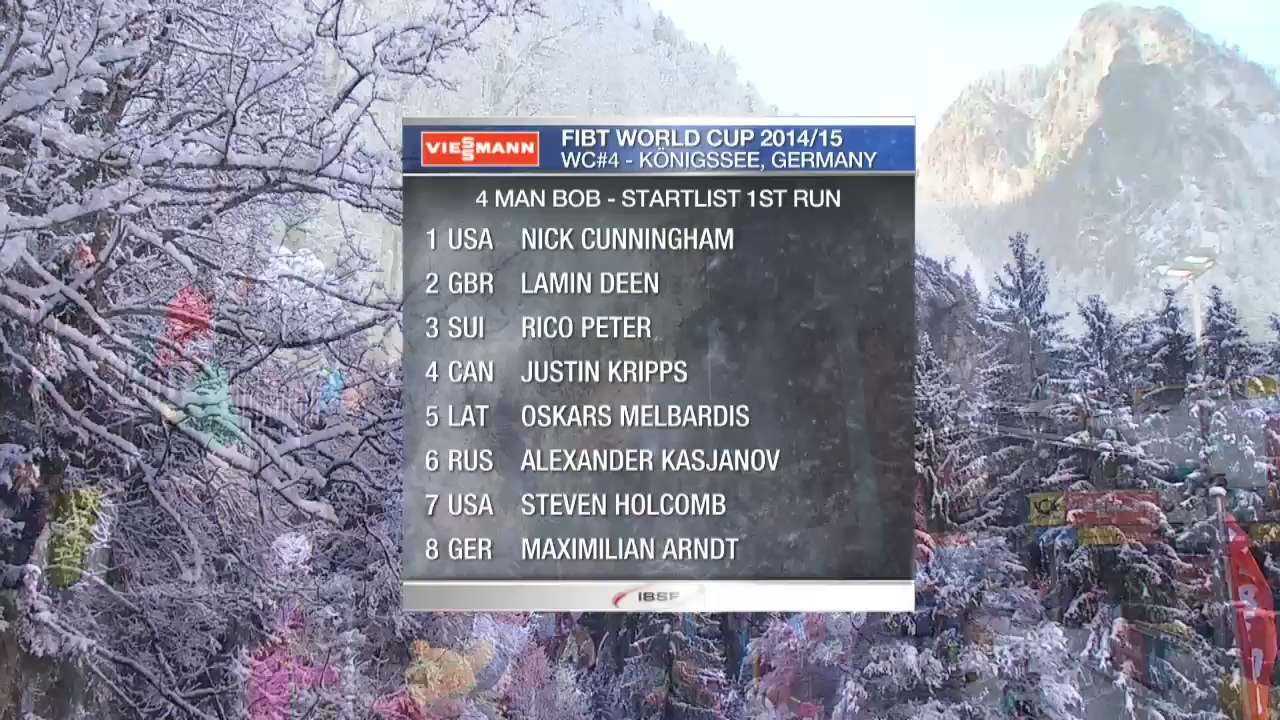 VIESSMANN
FIBT WORLD CUP 2014/15
WC#4 - KÖNIGSSEE, GERMANY
4 MAN BOB - STARTLIST 1ST RUN
1 USA NICK CUNNINGHAM
2 GBR LAMIN DEEN
3 SUI RICO PETER
4 CAN JUSTIN KRIPPS
5 LAT OSKARS MELBARDIS
6 RUS ALEXANDER KASJANOV
7 USA STEVEN HOLCOMB
8 GER MAXIMILIAN ARNDT
IBSF